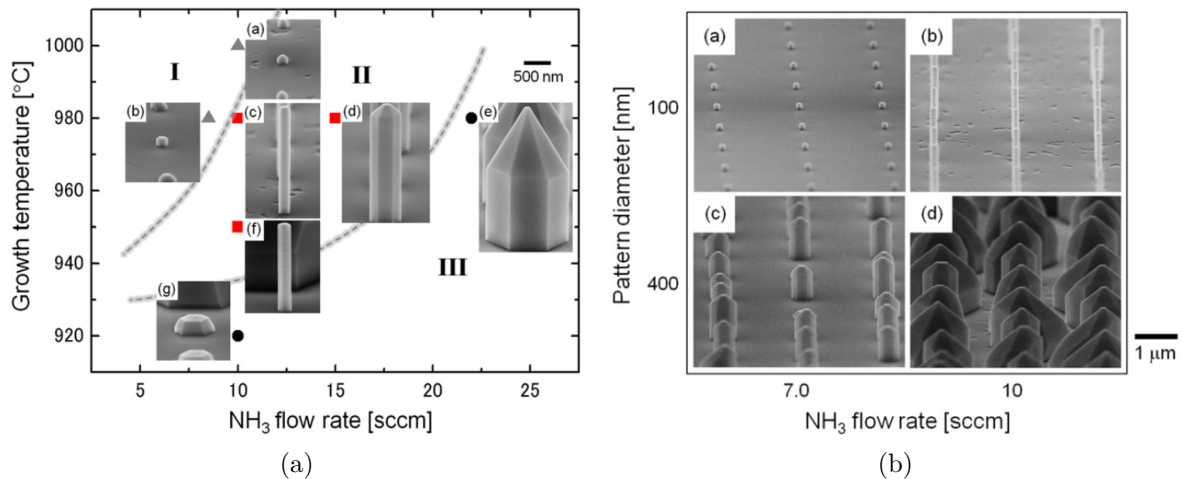 (a)
(b)
(c)
(d)
(e)
(f)
(g)
I
II
III
500 nm
1000
980
960
940
920
Growth temperature [°C]
5
10
15
20
25
NH₃ flow rate [sccm]
(a)
(a)
(b)
(c)
(d)
100
400
Pattern diameter [nm]
7.0
10
NH₃ flow rate [sccm]
1 μm
(b)